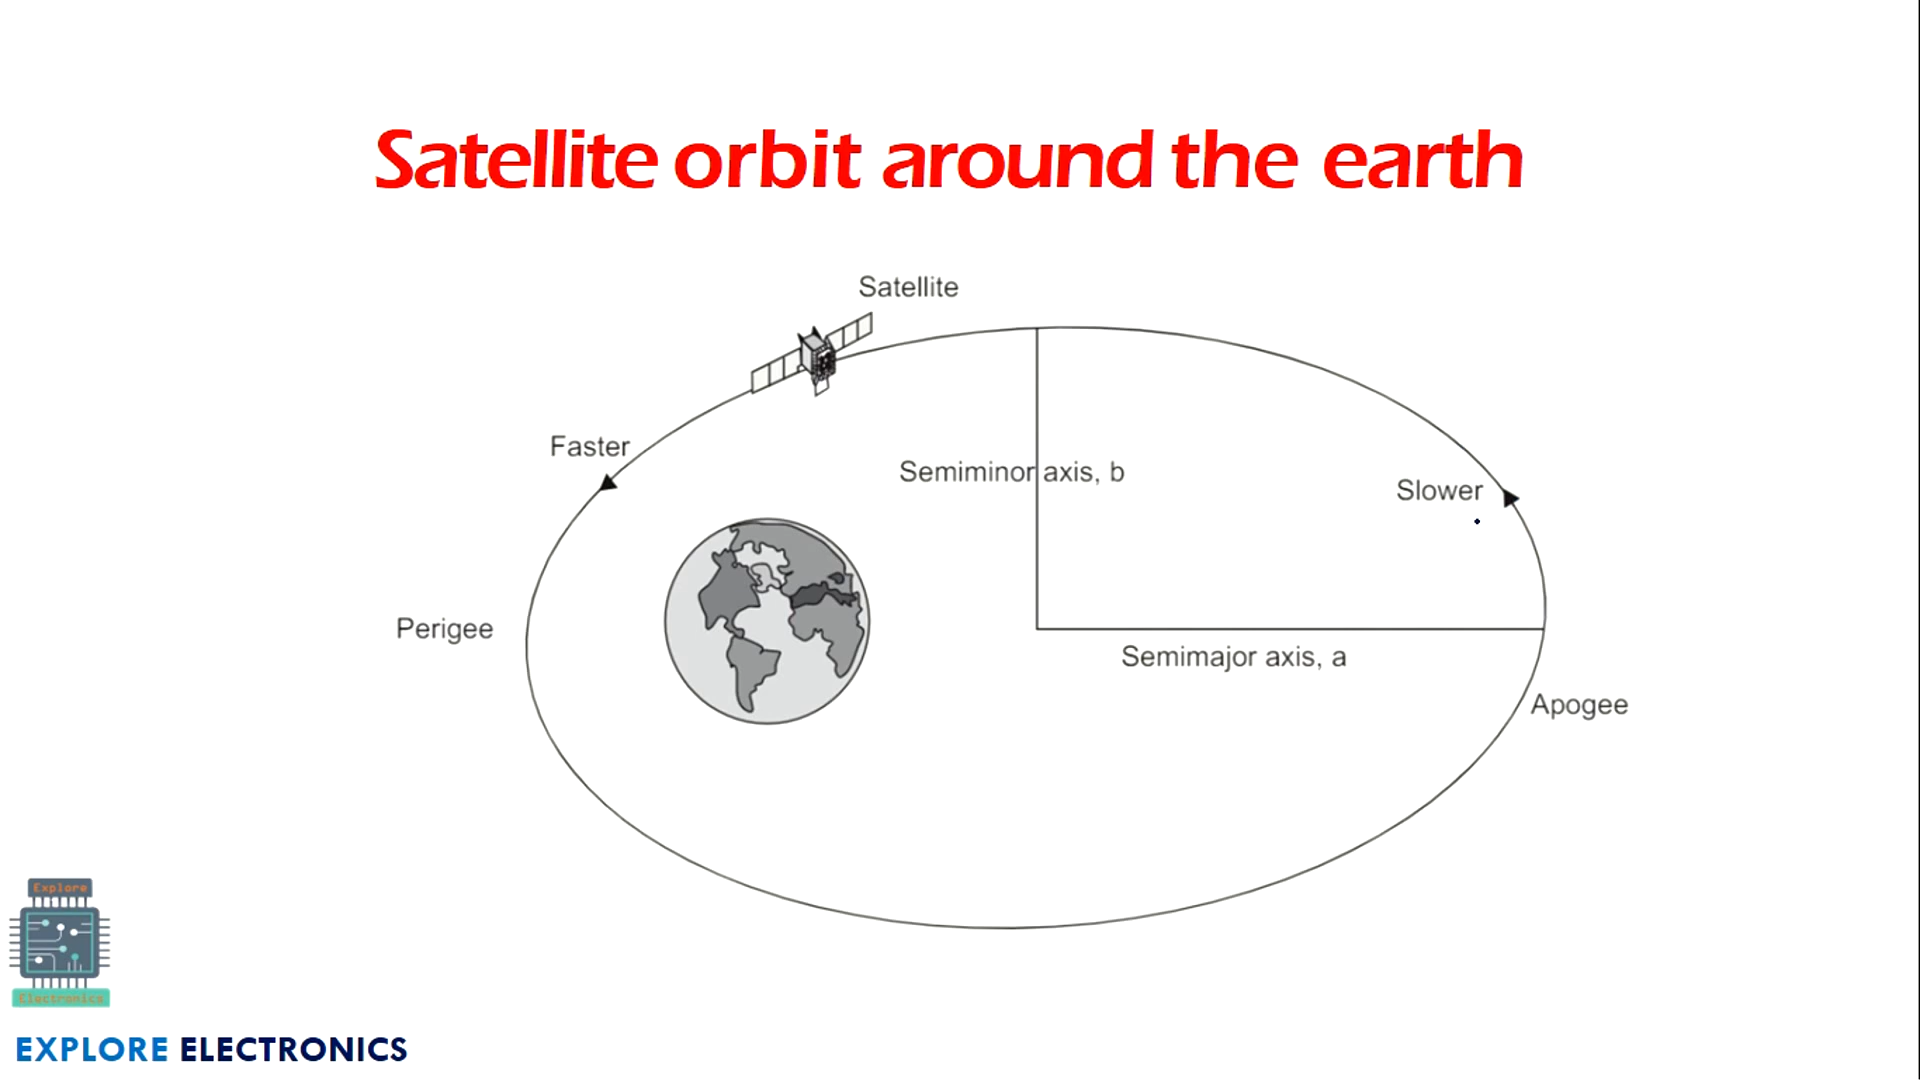 Satellite orbit around the earth
Satellite
Faster
Semiminor axis, b
Slower
Perigee
Semimajor axis, a
Apogee
Explore
Electronics
EXPLORE ELECTRONICS